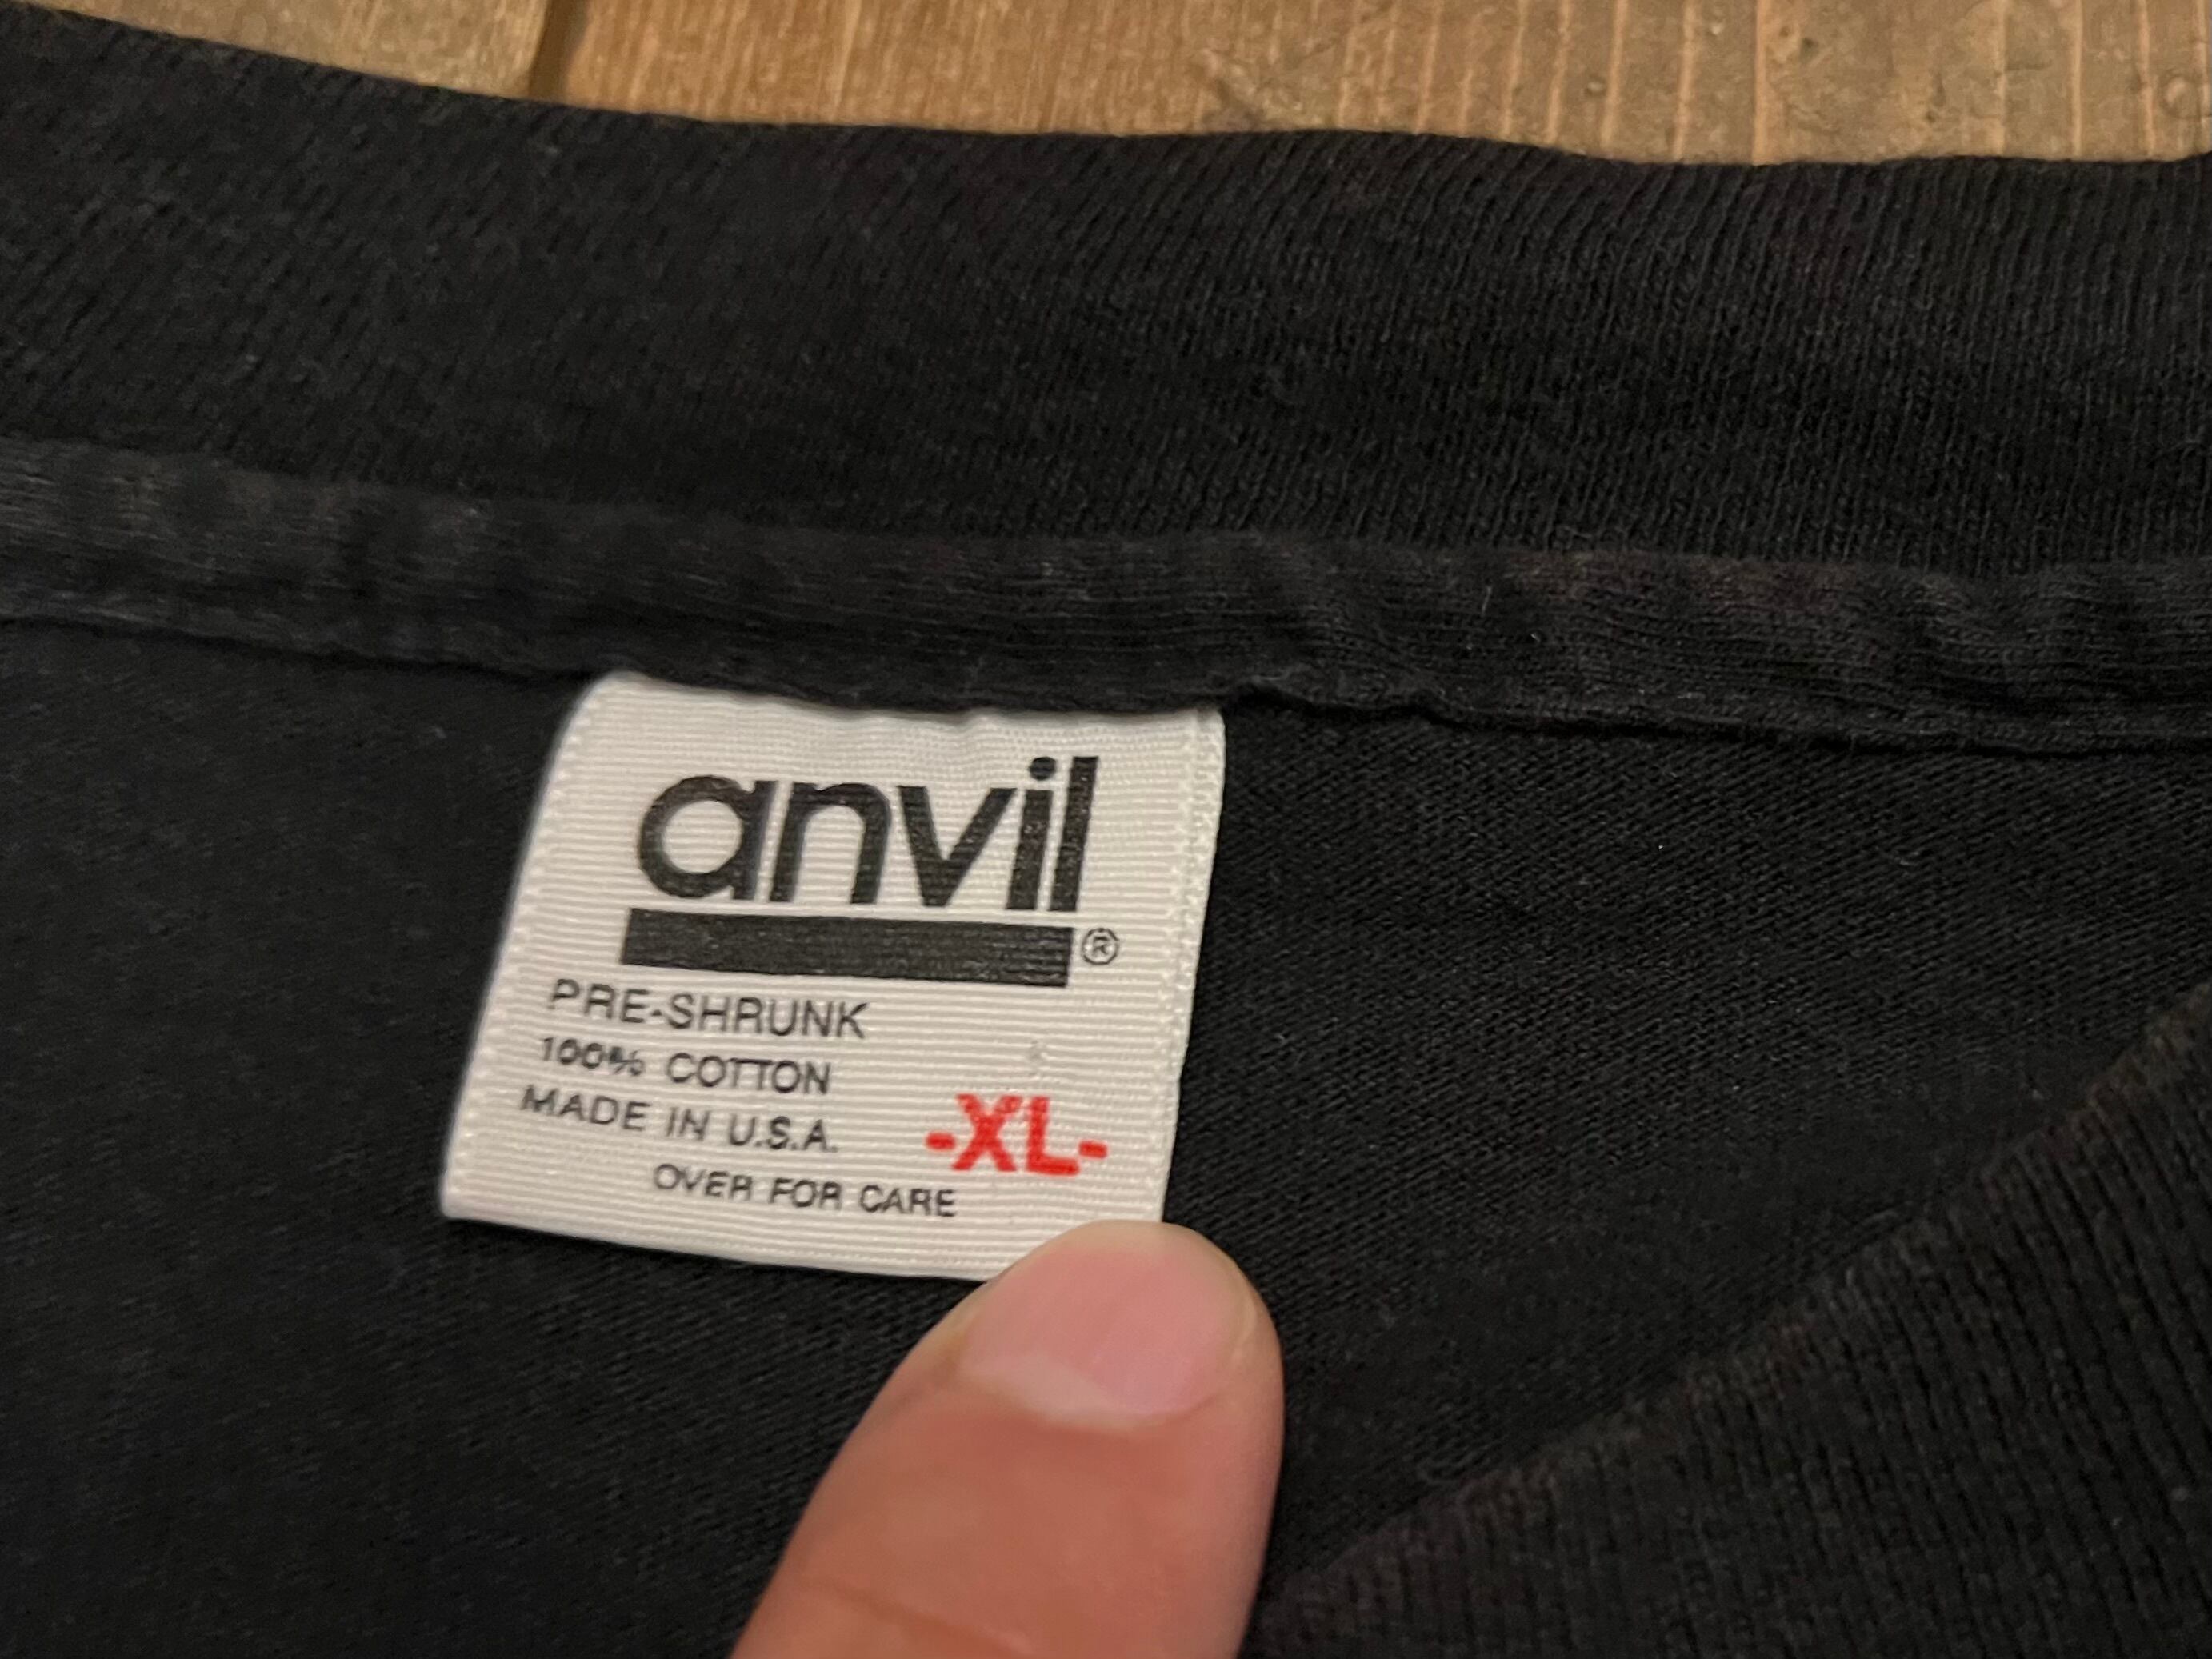 anvil®
PRE-SHRUNK
100% COTTON
MADE IN U.S.A. -XL-
OVER FOR CARE